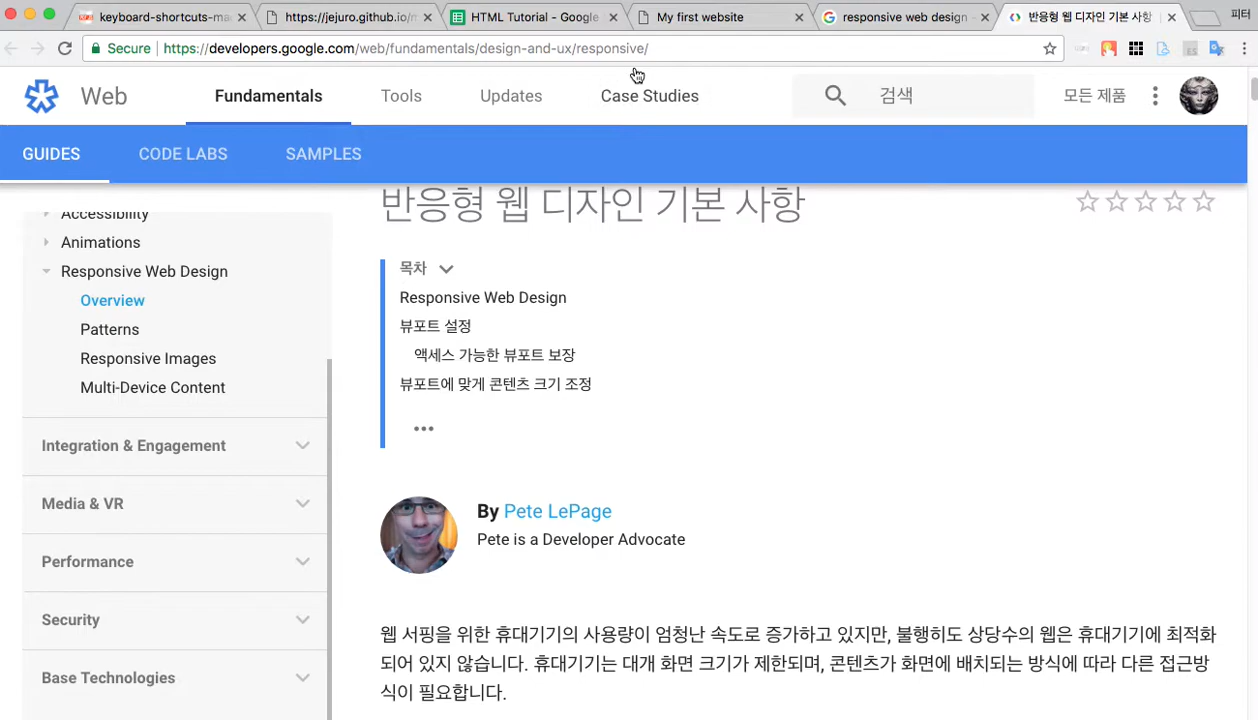 keyboard-shortcuts-ma
https://jejuro.github.io/m
HTML Tutorial - Google
My first website
responsive web design -
반응형 웹 디자인 기본 사항
피터
Secure https://developers.google.com/web/fundamentals/design-and-ux/responsive/
Web
Fundamentals
Tools
Updates
Case Studies
검색
모든 제품
GUIDES
CODE LABS
SAMPLES
Accessibility
Animations
Responsive Web Design
Overview
Patterns
Responsive Images
Multi-Device Content
Integration & Engagement
Media & VR
Performance
Security
Base Technologies
반응형 웹 디자인 기본 사항
목차
Responsive Web Design
뷰포트 설정
액세스 가능한 뷰포트 보장
뷰포트에 맞게 콘텐츠 크기 조정
•••
By Pete LePage
Pete is a Developer Advocate
웹 서핑을 위한 휴대기기의 사용량이 엄청난 속도로 증가하고 있지만, 불행히도 상당수의 웹은 휴대기기에 최적화
되어 있지 않습니다. 휴대기기는 대개 화면 크기가 제한되며, 콘텐츠가 화면에 배치되는 방식에 따라 다른 접근방
식이 필요합니다.